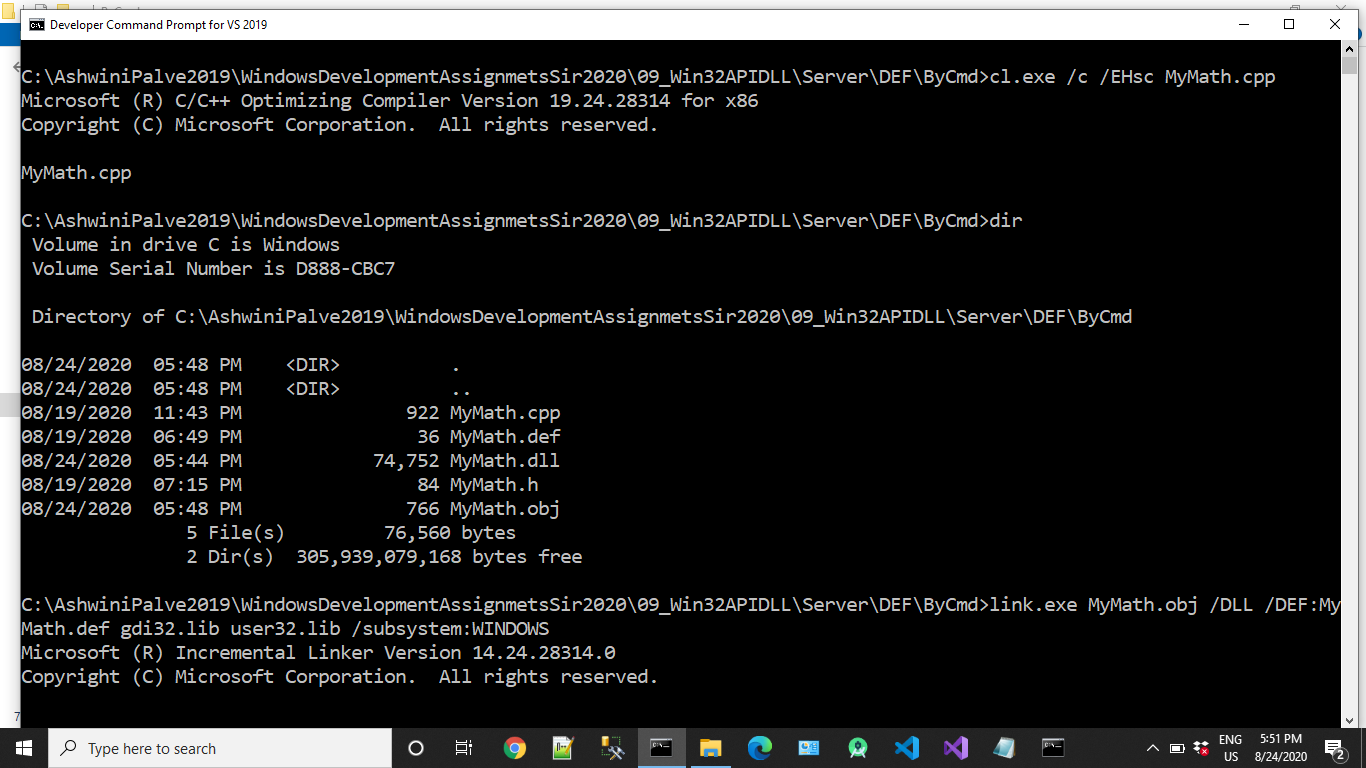 Developer Command Prompt for VS 2019
C:\AshwiniPalve2019\WindowsDevelopmentAssignmetsSir2020\09_Win32APIDLL\Server\DEF\ByCmd>cl.exe /c /EHsc MyMath.cpp
Microsoft (R) C/C++ Optimizing Compiler Version 19.24.28314 for x86
Copyright (C) Microsoft Corporation.  All rights reserved.
MyMath.cpp
C:\AshwiniPalve2019\WindowsDevelopmentAssignmetsSir2020\09_Win32APIDLL\Server\DEF\ByCmd>dir
Volume in drive C is Windows
Volume Serial Number is D888-CBC7
Directory of C:\AshwiniPalve2019\WindowsDevelopmentAssignmetsSir2020\09_Win32APIDLL\Server\DEF\ByCmd
08/24/2020  05:48 PM    <DIR>          .
08/24/2020  05:48 PM    <DIR>          ..
08/19/2020  11:43 PM               922 MyMath.cpp
08/19/2020  06:49 PM                36 MyMath.def
08/24/2020  05:44 PM            74,752 MyMath.dll
08/19/2020  07:15 PM                84 MyMath.h
08/24/2020  05:48 PM               766 MyMath.obj
5 File(s)         76,560 bytes
2 Dir(s)  305,939,079,168 bytes free
C:\AshwiniPalve2019\WindowsDevelopmentAssignmetsSir2020\09_Win32APIDLL\Server\DEF\ByCmd>link.exe MyMath.obj /DLL /DEF:My
Math.def gdi32.lib user32.lib /subsystem:WINDOWS
Microsoft (R) Incremental Linker Version 14.24.28314.0
Copyright (C) Microsoft Corporation.  All rights reserved.
Type here to search
ENG
US
5:51 PM
8/24/2020
2